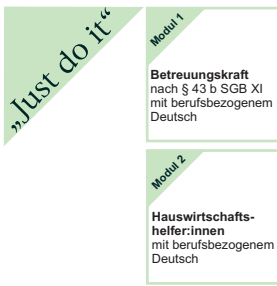 „Just do it“
Modul 1
Betreuungskraft
nach § 43 b SGB XI
mit berufsbezogenem
Deutsch
Modul 2
Hauswirtschafts-
helfer:innen
mit berufsbezogenem
Deutsch